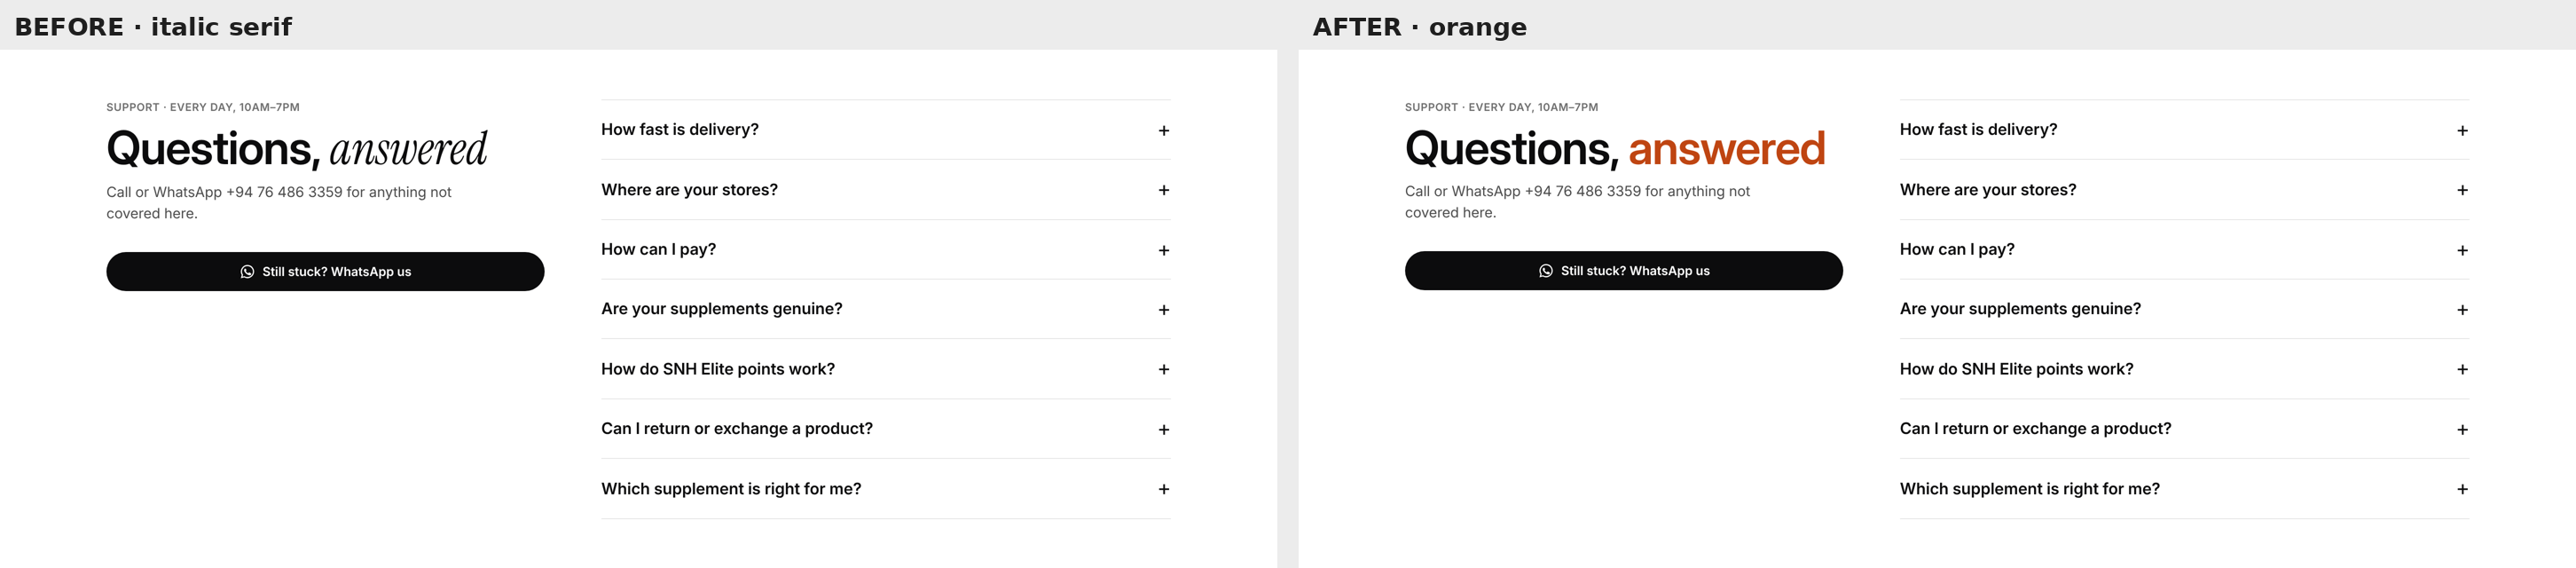 BEFORE · italic serif
SUPPORT · EVERY DAY, 10AM–7PM
Questions, answered
Call or WhatsApp +94 76 486 3359 for anything not
covered here.
Still stuck? WhatsApp us
How fast is delivery? +
Where are your stores? +
How can I pay? +
Are your supplements genuine? +
How do SNH Elite points work? +
Can I return or exchange a product? +
Which supplement is right for me? +
AFTER · orange
SUPPORT · EVERY DAY, 10AM–7PM
Questions, answered
Call or WhatsApp +94 76 486 3359 for anything not
covered here.
Still stuck? WhatsApp us
How fast is delivery? +
Where are your stores? +
How can I pay? +
Are your supplements genuine? +
How do SNH Elite points work? +
Can I return or exchange a product? +
Which supplement is right for me? +